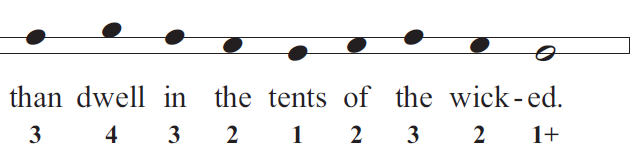 than dwell in the tents of the wick-ed.
3 4 3 2 1 2 3 2 1+